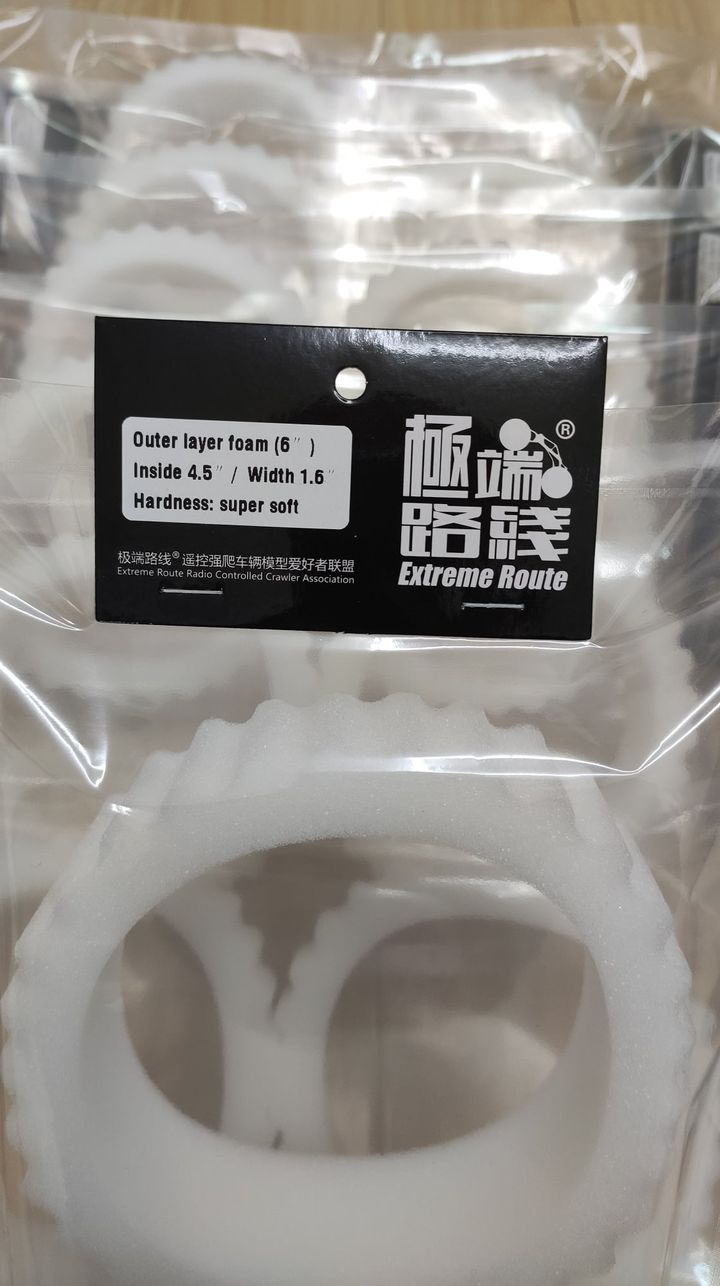 Outer layer foam (6″ )
Inside 4.5″ / Width 1.6″
Hardness: super soft
极端路线®遥控强爬车辆模型爱好者联盟
Extreme Route Radio Controlled Crawler Association
極端®
路線
Extreme Route